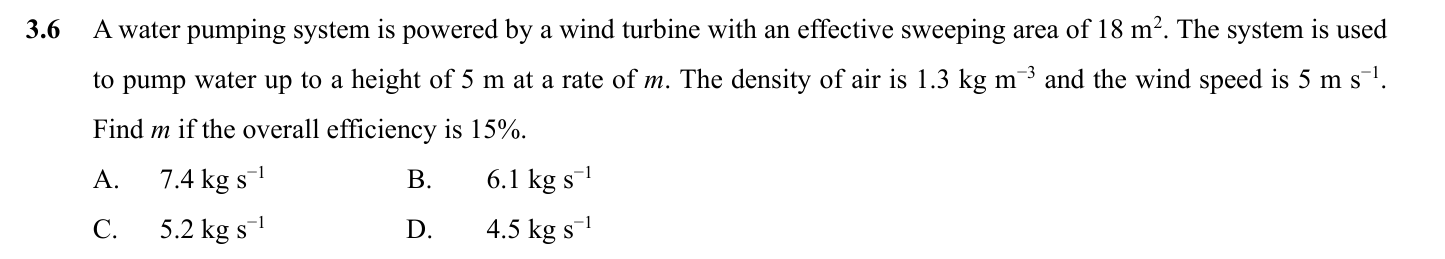 3.6 A water pumping system is powered by a wind turbine with an effective sweeping area of 18 m². The system is used
to pump water up to a height of 5 m at a rate of m. The density of air is 1.3 kg m⁻³ and the wind speed is 5 m s⁻¹.
Find m if the overall efficiency is 15%.
A. 7.4 kg s⁻¹ B. 6.1 kg s⁻¹
C. 5.2 kg s⁻¹ D. 4.5 kg s⁻¹